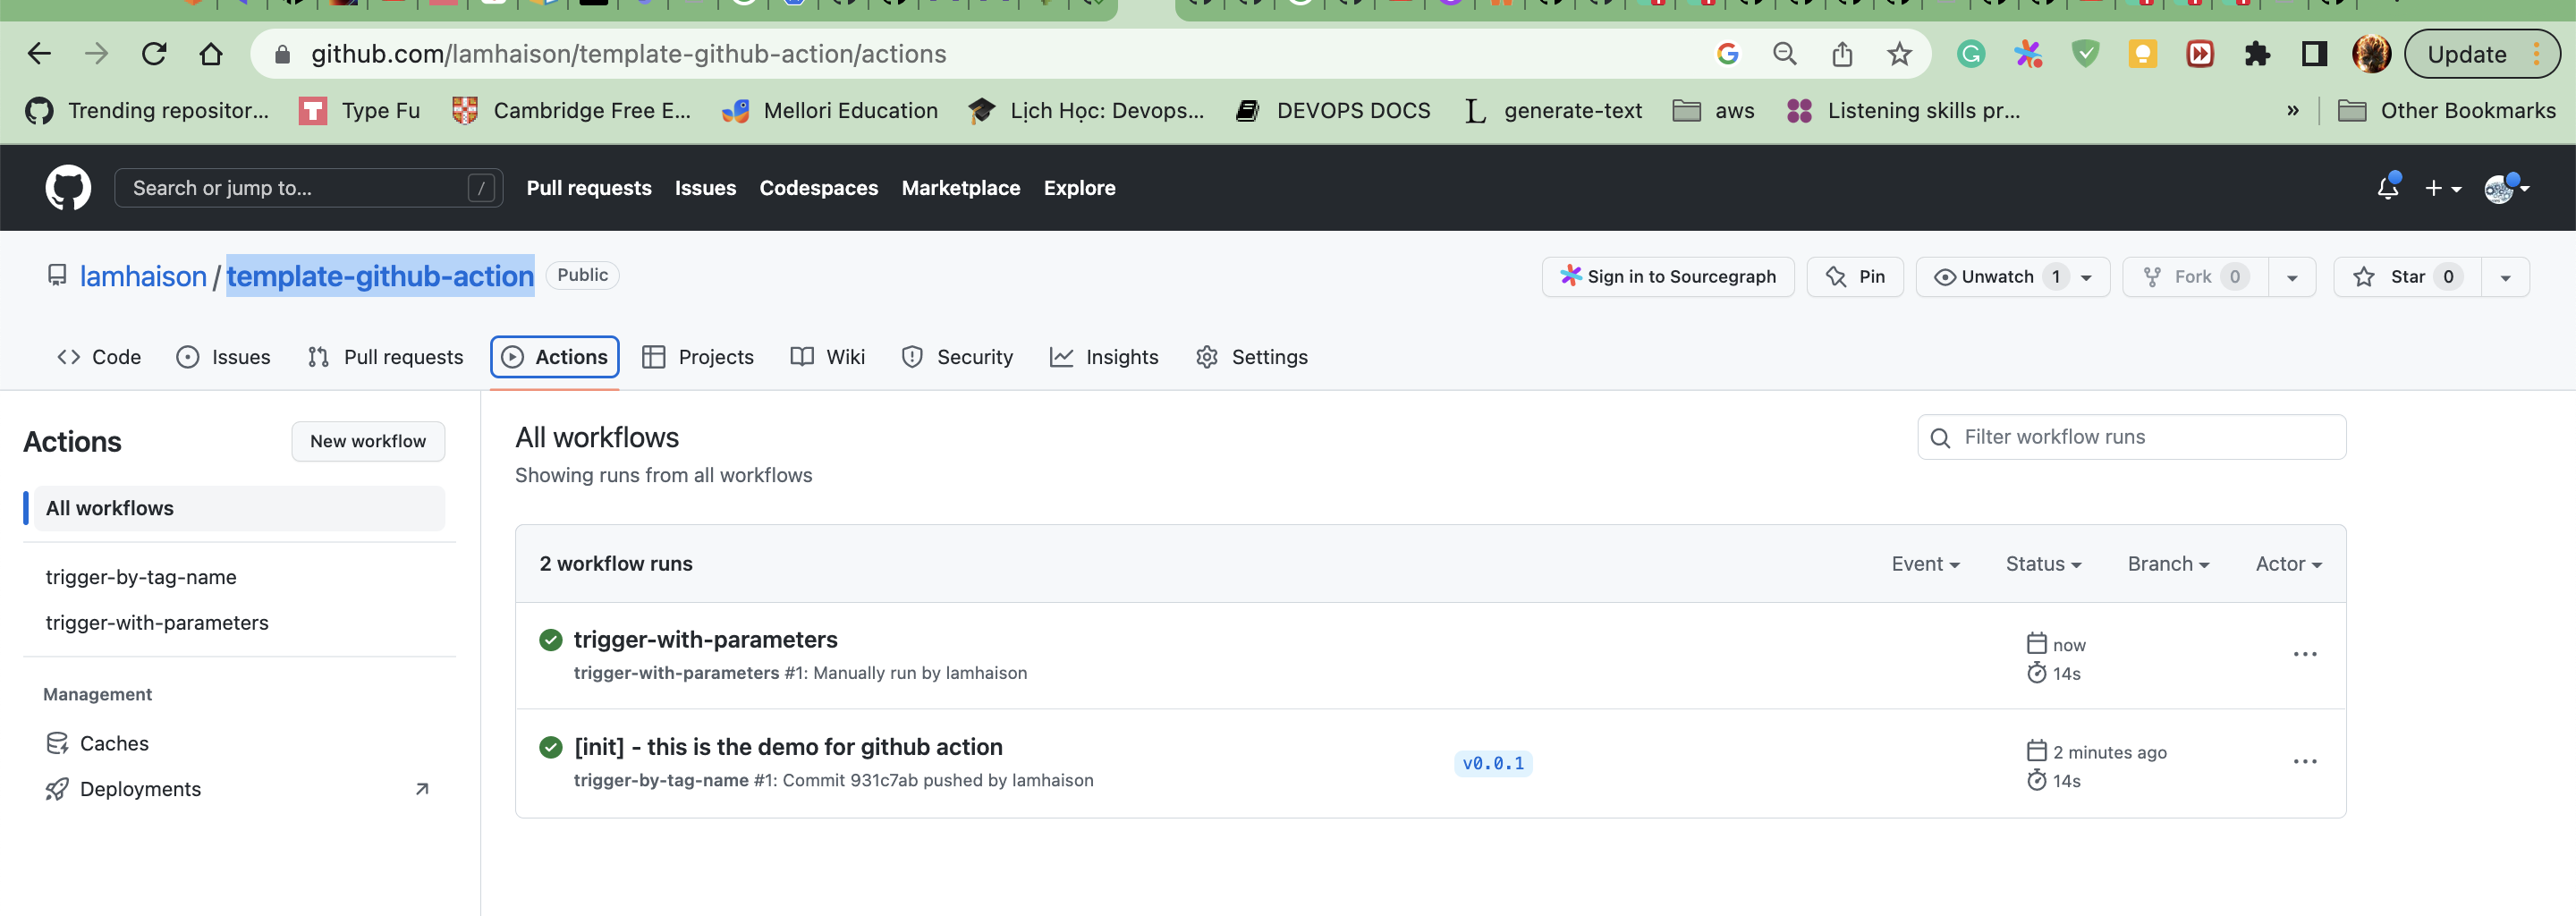 github.com/lamhaison/template-github-action/actions
Update
Trending repositor... Type Fu Cambridge Free E... Mellori Education Lịch Học: Devops... DEVOPS DOCS generate-text aws Listening skills pr... » Other Bookmarks
Search or jump to... / Pull requests Issues Codespaces Marketplace Explore
lamhaison / template-github-action Public
Sign in to Sourcegraph Pin Unwatch 1 Fork 0 Star 0
Code Issues Pull requests Actions Projects Wiki Security Insights Settings
Actions New workflow
All workflows
trigger-by-tag-name
trigger-with-parameters
Management
Caches
Deployments
All workflows
Showing runs from all workflows
Filter workflow runs
2 workflow runs Event Status Branch Actor
trigger-with-parameters
trigger-with-parameters #1: Manually run by lamhaison
now
14s
[init] - this is the demo for github action
trigger-by-tag-name #1: Commit 931c7ab pushed by lamhaison
v0.0.1
2 minutes ago
14s